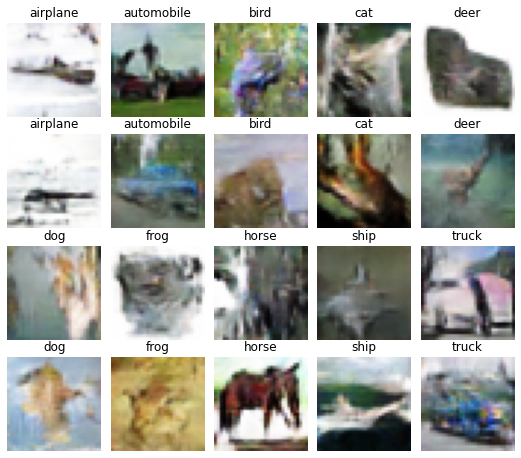 airplane automobile bird cat deer
airplane automobile bird cat deer
dog frog horse ship truck
dog frog horse ship truck